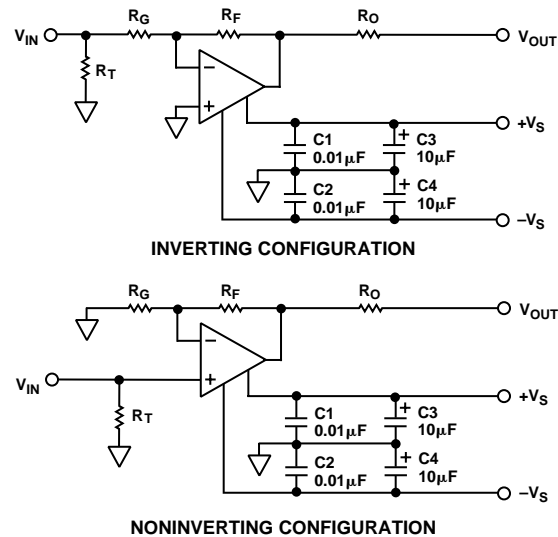 R_G R_F R_O
V_IN V_OUT
R_T
−
+
+V_S
C1 + C3
0.01µF 10µF
C2 + C4
0.01µF 10µF
−V_S
INVERTING CONFIGURATION
R_G R_F R_O
V_OUT
−
V_IN +
+V_S
R_T
C1 + C3
0.01µF 10µF
C2 + C4
0.01µF 10µF
−V_S
NONINVERTING CONFIGURATION